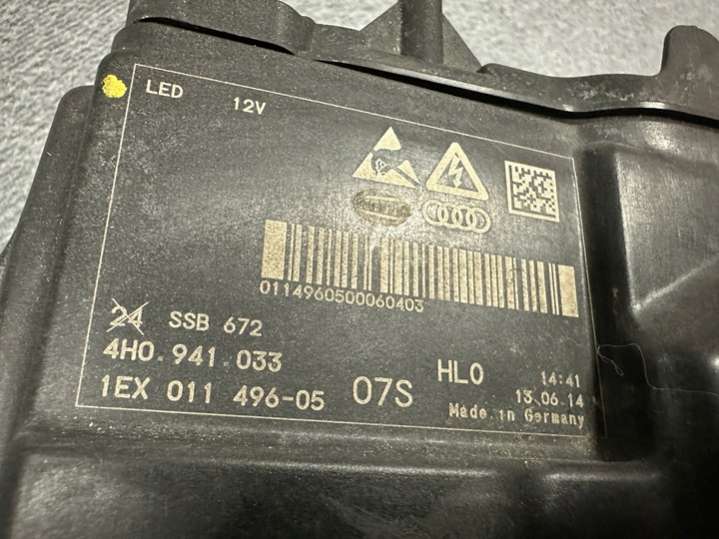 LED 12V
01149605000060403
24 SSB 672
4H0.941.033
1EX 011 496-05 07S HL0
14:41
13.06.14
Made in Germany